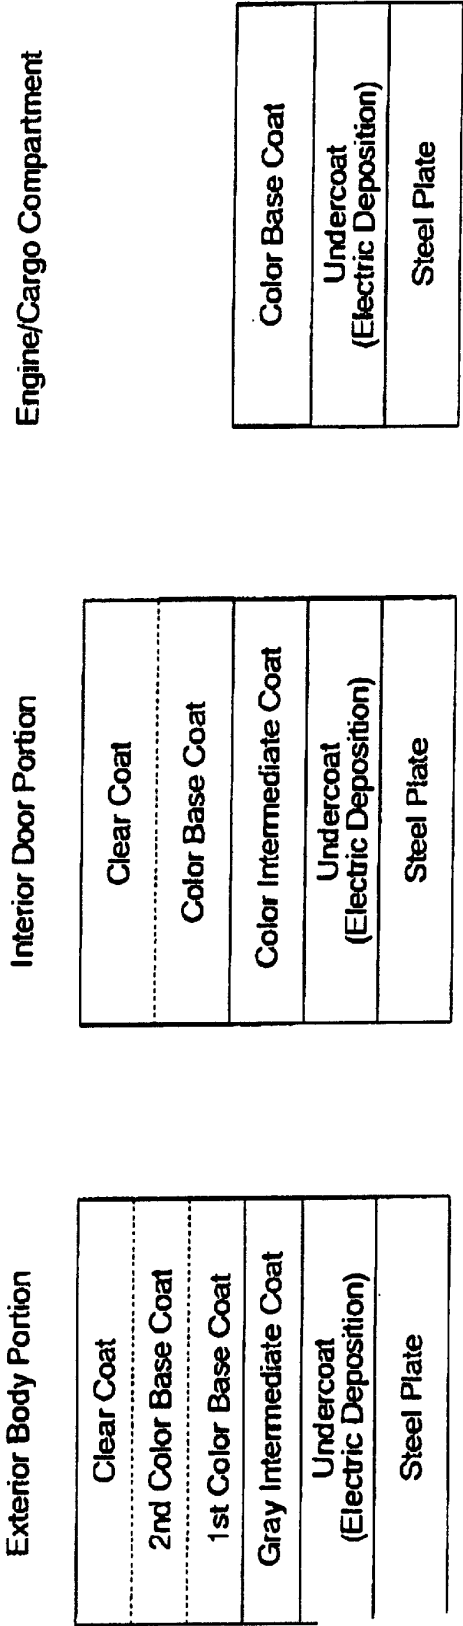 Exterior Body Portion
Clear Coat
2nd Color Base Coat
1st Color Base Coat
Gray Intermediate Coat
Undercoat
(Electric Deposition)
Steel Plate
Interior Door Portion
Clear Coat
Color Base Coat
Color Intermediate Coat
Undercoat
(Electric Deposition)
Steel Plate
Engine/Cargo Compartment
Color Base Coat
Undercoat
(Electric Deposition)
Steel Plate